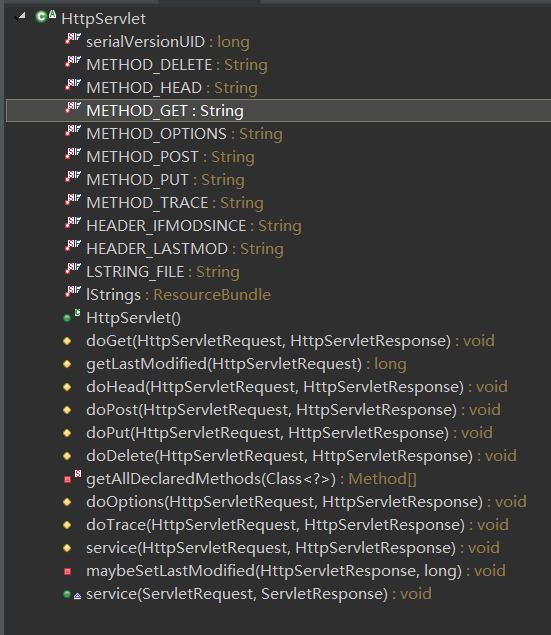 HttpServlet
serialVersionUID : long
METHOD_DELETE : String
METHOD_HEAD : String
METHOD_GET : String
METHOD_OPTIONS : String
METHOD_POST : String
METHOD_PUT : String
METHOD_TRACE : String
HEADER_IFMODSINCE : String
HEADER_LASTMOD : String
LSTRING_FILE : String
lStrings : ResourceBundle
HttpServlet()
doGet(HttpServletRequest, HttpServletResponse) : void
getLastModified(HttpServletRequest) : long
doHead(HttpServletRequest, HttpServletResponse) : void
doPost(HttpServletRequest, HttpServletResponse) : void
doPut(HttpServletRequest, HttpServletResponse) : void
doDelete(HttpServletRequest, HttpServletResponse) : void
getAllDeclaredMethods(Class<?>) : Method[]
doOptions(HttpServletRequest, HttpServletResponse) : void
doTrace(HttpServletRequest, HttpServletResponse) : void
service(HttpServletRequest, HttpServletResponse) : void
maybeSetLastModified(HttpServletResponse, long) : void
service(ServletRequest, ServletResponse) : void